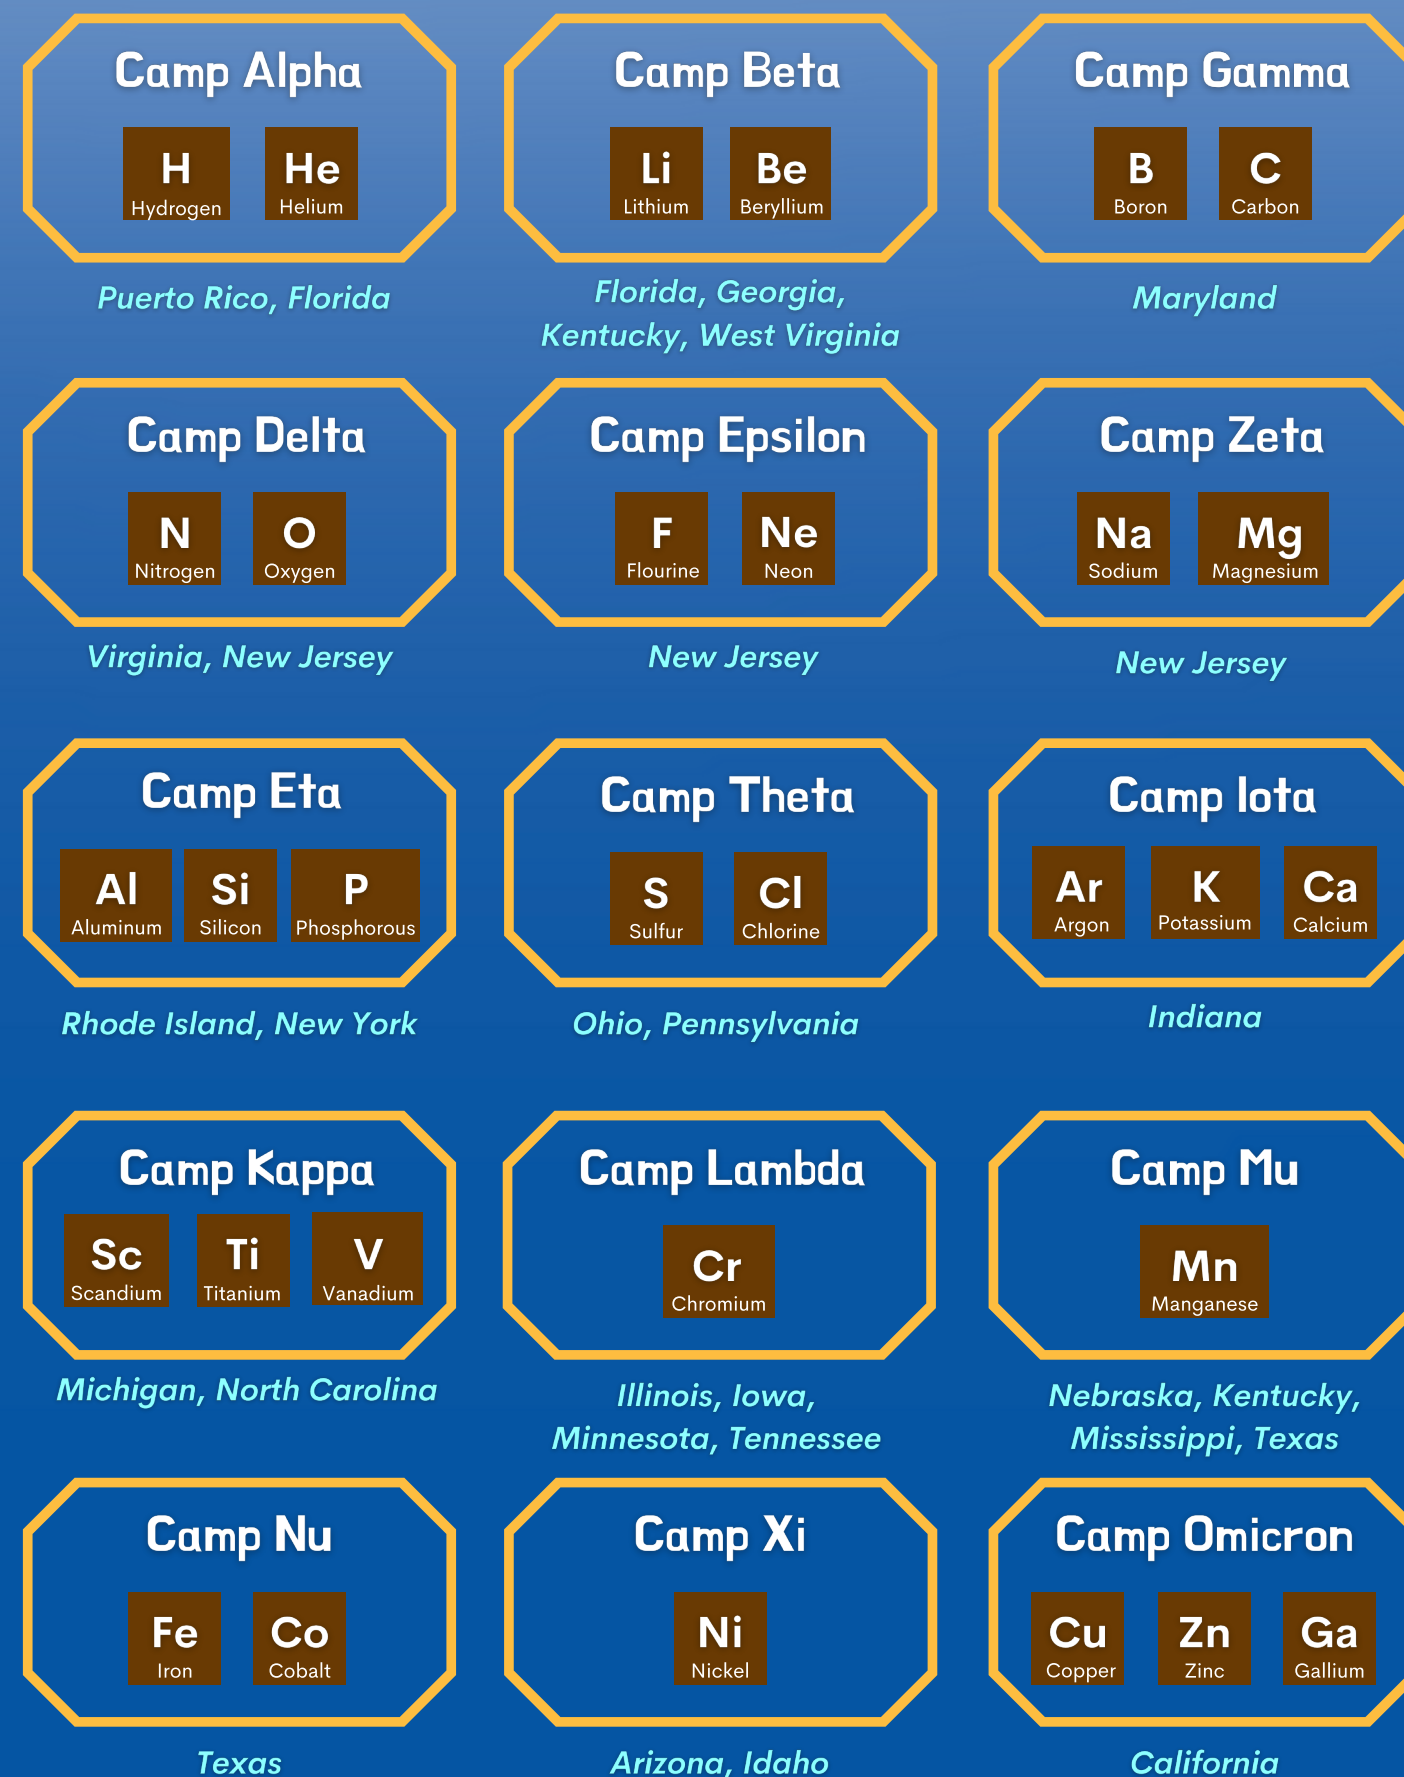 Camp Alpha
H
Hydrogen
He
Helium
Puerto Rico, Florida
Camp Beta
Li
Lithium
Be
Beryllium
Florida, Georgia,
Kentucky, West Virginia
Camp Gamma
B
Boron
C
Carbon
Maryland
Camp Delta
N
Nitrogen
O
Oxygen
Virginia, New Jersey
Camp Epsilon
F
Flourine
Ne
Neon
New Jersey
Camp Zeta
Na
Sodium
Mg
Magnesium
New Jersey
Camp Eta
Al
Aluminum
Si
Silicon
P
Phosphorous
Rhode Island, New York
Camp Theta
S
Sulfur
Cl
Chlorine
Ohio, Pennsylvania
Camp Iota
Ar
Argon
K
Potassium
Ca
Calcium
Indiana
Camp Kappa
Sc
Scandium
Ti
Titanium
V
Vanadium
Michigan, North Carolina
Camp Lambda
Cr
Chromium
Illinois, Iowa,
Minnesota, Tennessee
Camp Mu
Mn
Manganese
Nebraska, Kentucky,
Mississippi, Texas
Camp Nu
Fe
Iron
Co
Cobalt
Texas
Camp Xi
Ni
Nickel
Arizona, Idaho
Camp Omicron
Cu
Copper
Zn
Zinc
Ga
Gallium
California